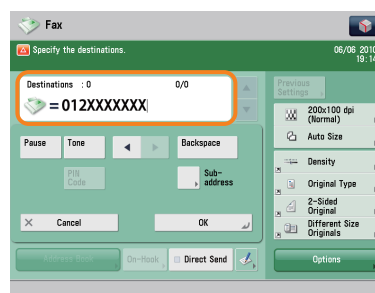 Fax
Specify the destinations.
06/06 2010
19:14
Destinations : 0 0/0
=012XXXXXXX
Previous
Settings
200x100 dpi
(Normal)
Auto Size
Pause Tone Backspace
Density
PIN
Code
Sub-
address
Original Type
2-Sided
Original
Cancel OK
Different Size
Originals
Address Book On-Hook Direct Send Options